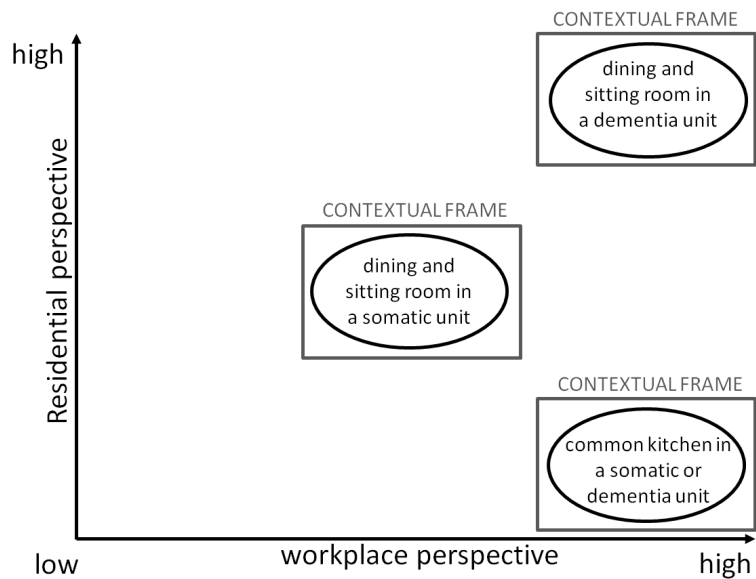 CONTEXTUAL FRAME
high
dining and
sitting room in
a dementia unit
Residential perspective
CONTEXTUAL FRAME
dining and
sitting room in
a somatic unit
CONTEXTUAL FRAME
common kitchen in
a somatic or
dementia unit
low
workplace perspective
high